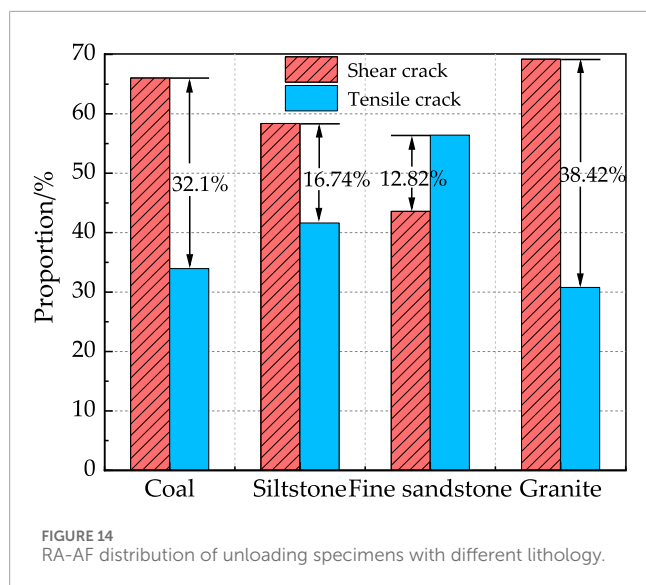 70
60
50
40
30
20
10
0
Proportion/%
Shear crack
Tensile crack
32.1%
16.74%
12.82%
38.42%
Coal
Siltstone
Fine sandstone
Granite
FIGURE 14
RA-AF distribution of unloading specimens with different lithology.